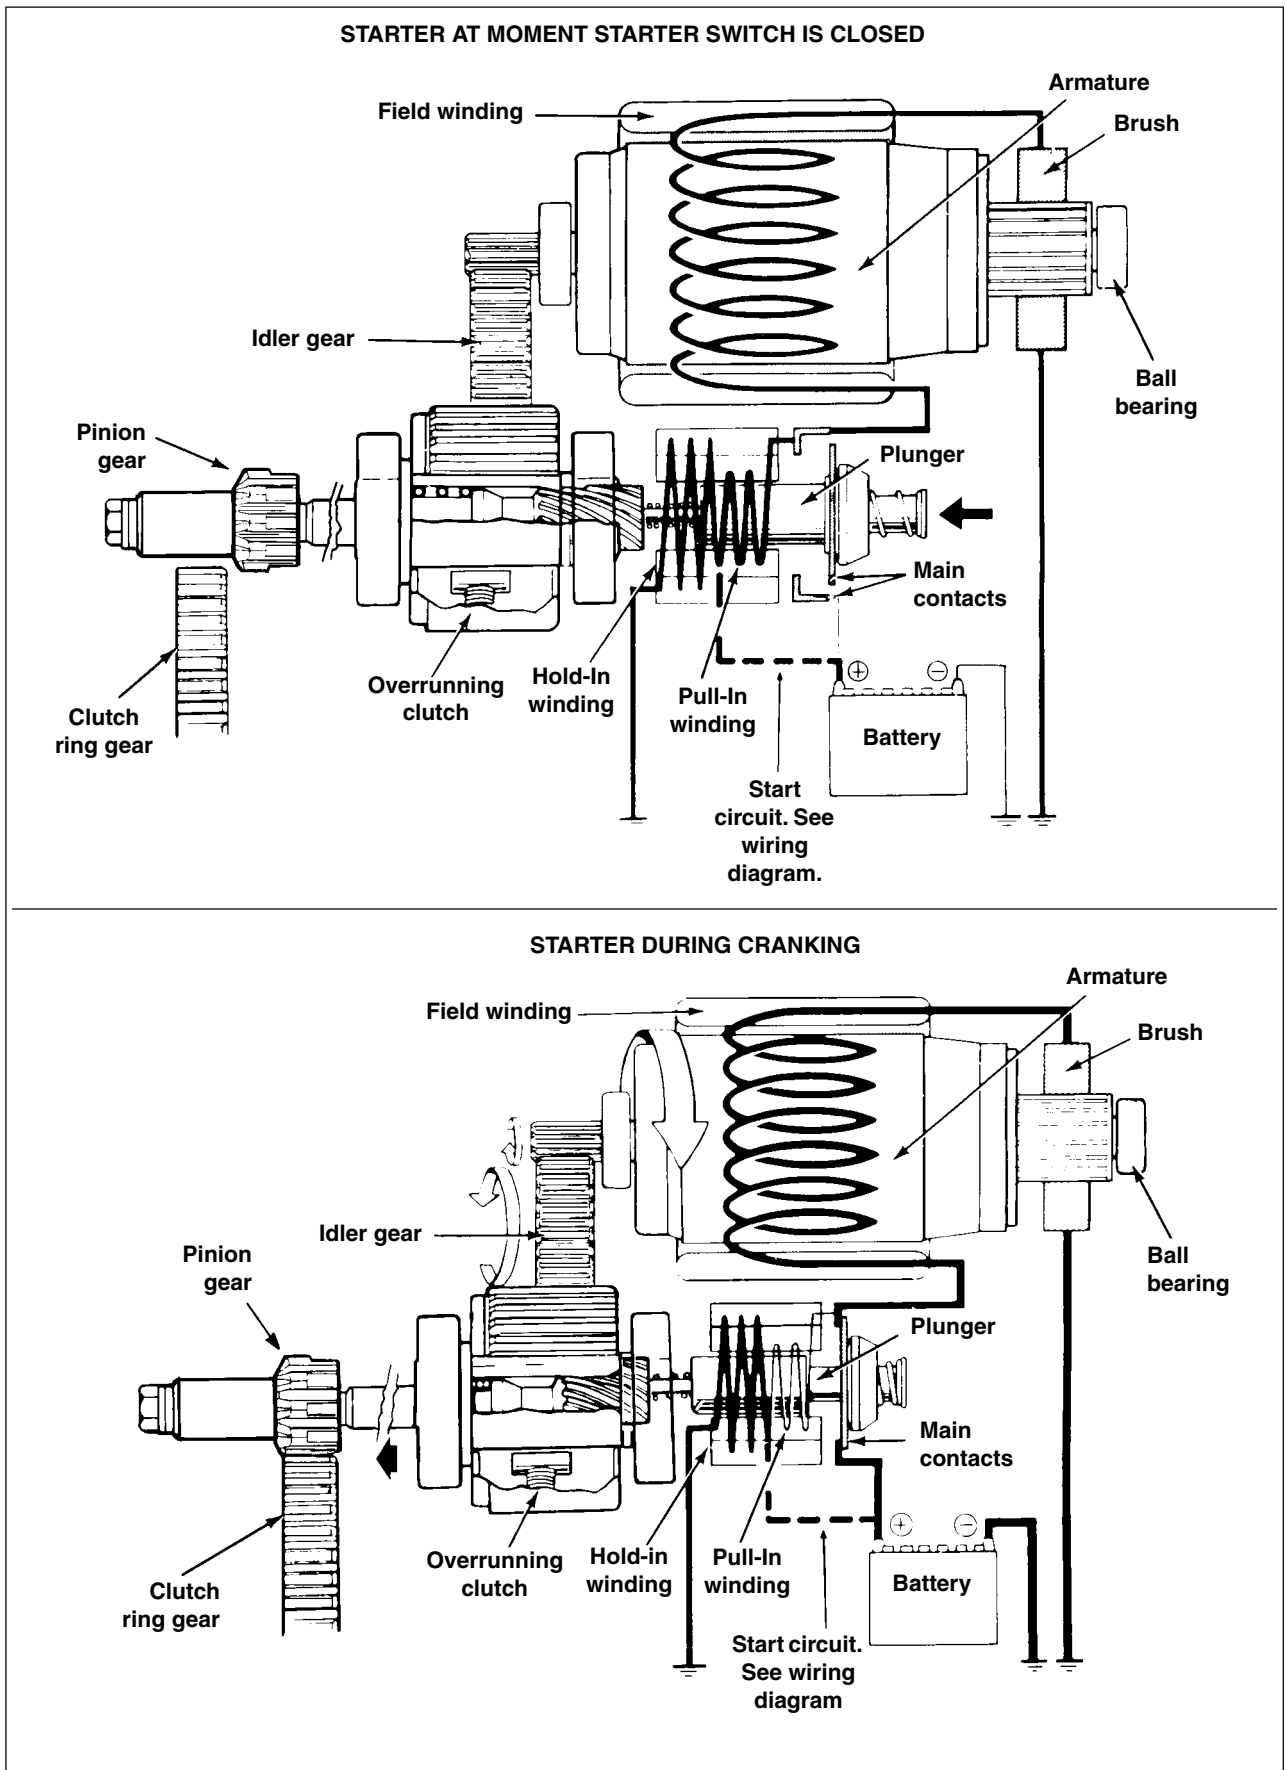 STARTER AT MOMENT STARTER SWITCH IS CLOSED
Armature
Field winding
Brush
Idler gear
Ball
bearing
Pinion
gear
Plunger
Main
contacts
Overrunning
clutch
Hold-In
winding
Pull-In
winding
+
−
Clutch
ring gear
Battery
Start
circuit. See
wiring
diagram.
STARTER DURING CRANKING
Armature
Field winding
Brush
Idler gear
Pinion
gear
Ball
bearing
Plunger
Main
contacts
+
−
Overrunning
clutch
Hold-in
winding
Pull-In
winding
Battery
Clutch
ring gear
Start circuit.
See wiring
diagram